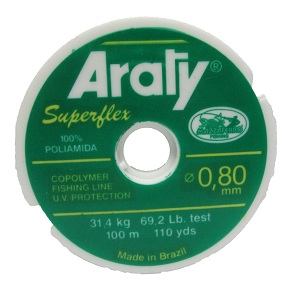 Araty®
Superflex
100%
POLIAMIDA
COPOLYMER
FISHING LINE
U.V. PROTECTION
Ø 0,80
mm
31,4 kg 69,2 Lb. test
100 m 110 yds
Made in Brazil